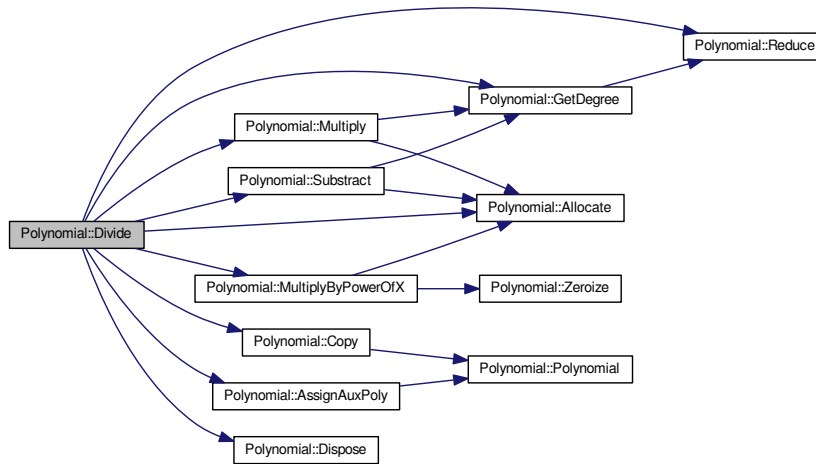 Polynomial::Reduce
Polynomial::GetDegree
Polynomial::Multiply
Polynomial::Substract
Polynomial::Allocate
Polynomial::Divide
Polynomial::MultiplyByPowerOfX
Polynomial::Zeroize
Polynomial::Copy
Polynomial::Polynomial
Polynomial::AssignAuxPoly
Polynomial::Dispose